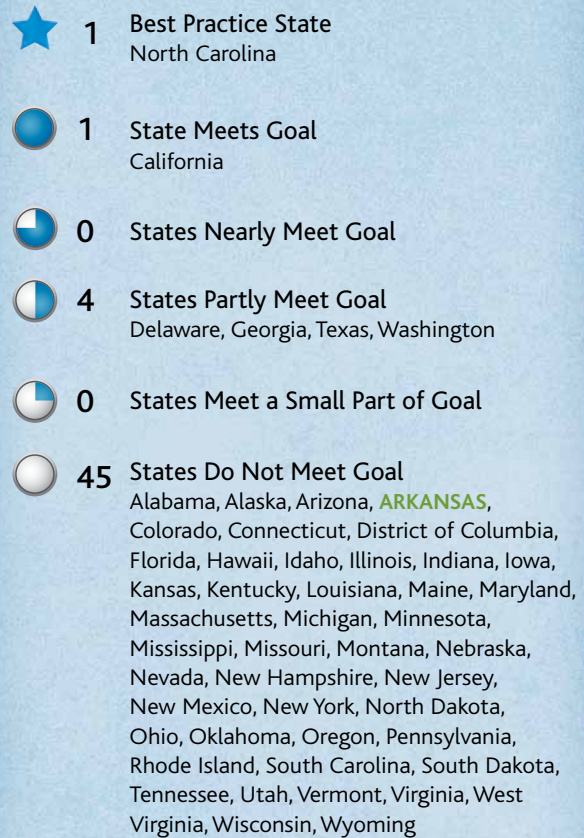 1 Best Practice State
North Carolina
1 State Meets Goal
California
0 States Nearly Meet Goal
4 States Partly Meet Goal
Delaware, Georgia, Texas, Washington
0 States Meet a Small Part of Goal
45 States Do Not Meet Goal
Alabama, Alaska, Arizona, ARKANSAS,
Colorado, Connecticut, District of Columbia,
Florida, Hawaii, Idaho, Illinois, Indiana, Iowa,
Kansas, Kentucky, Louisiana, Maine, Maryland,
Massachusetts, Michigan, Minnesota,
Mississippi, Missouri, Montana, Nebraska,
Nevada, New Hampshire, New Jersey,
New Mexico, New York, North Dakota,
Ohio, Oklahoma, Oregon, Pennsylvania,
Rhode Island, South Carolina, South Dakota,
Tennessee, Utah, Vermont, Virginia, West
Virginia, Wisconsin, Wyoming